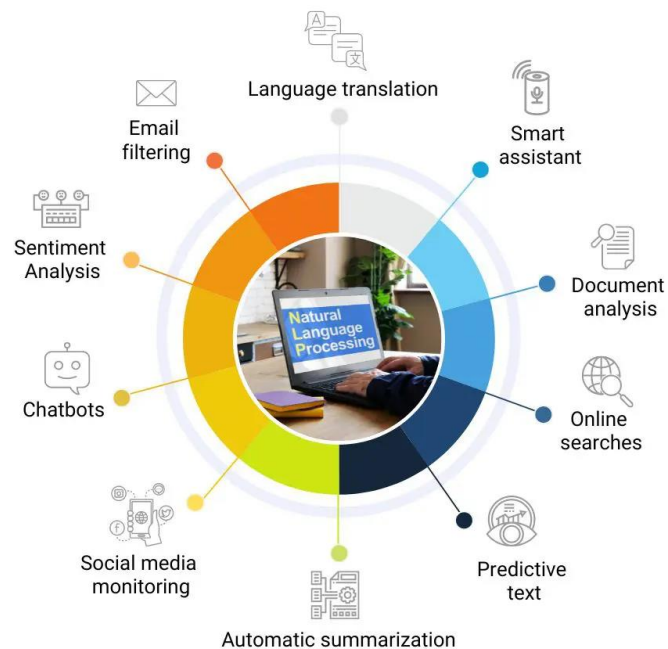 A
文
Language translation
Smart
assistant
Document
analysis
Online
searches
Predictive
text
Automatic summarization
Social media
monitoring
Chatbots
Sentiment
Analysis
Email
filtering
Natural
Language
Processing